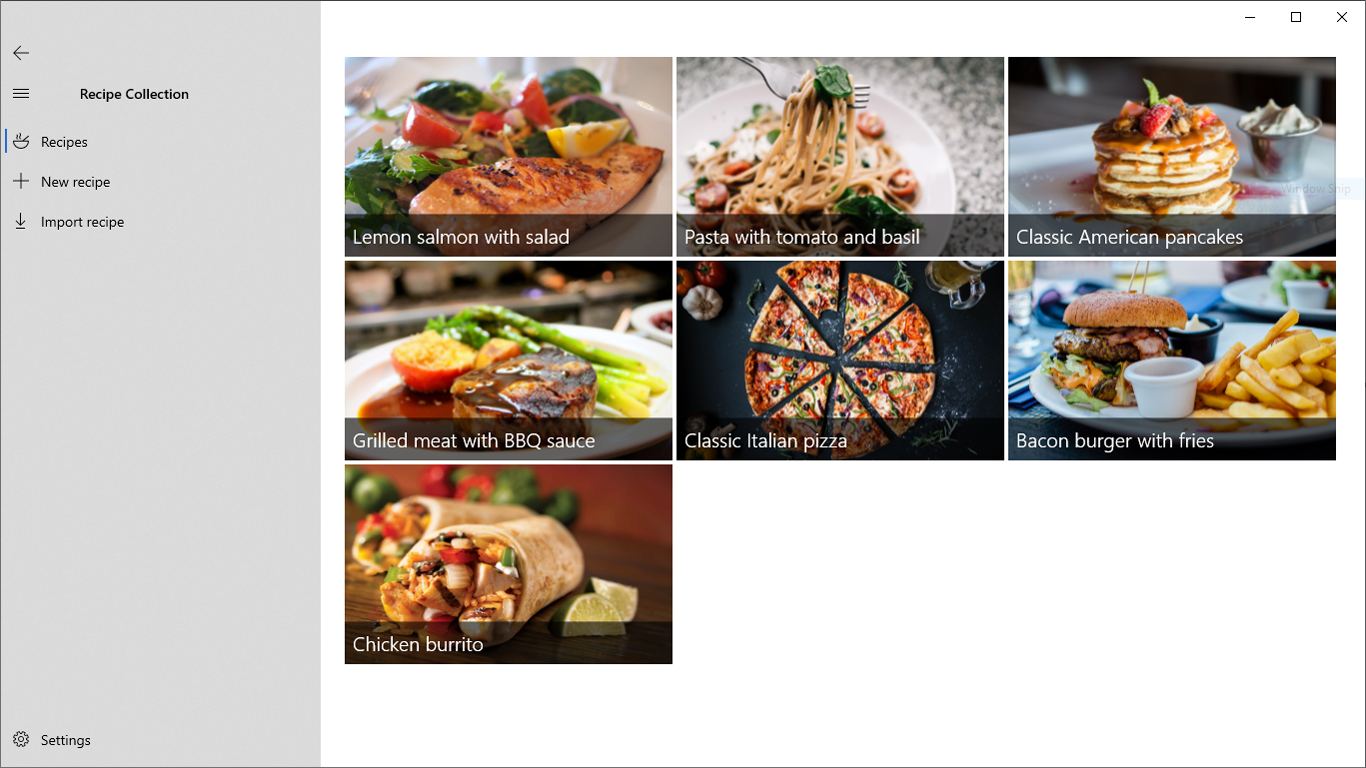 Recipe Collection
Recipes
New recipe
Import recipe
Settings
Lemon salmon with salad
Pasta with tomato and basil
Classic American pancakes
Window Snip
Grilled meat with BBQ sauce
Classic Italian pizza
Bacon burger with fries
Chicken burrito